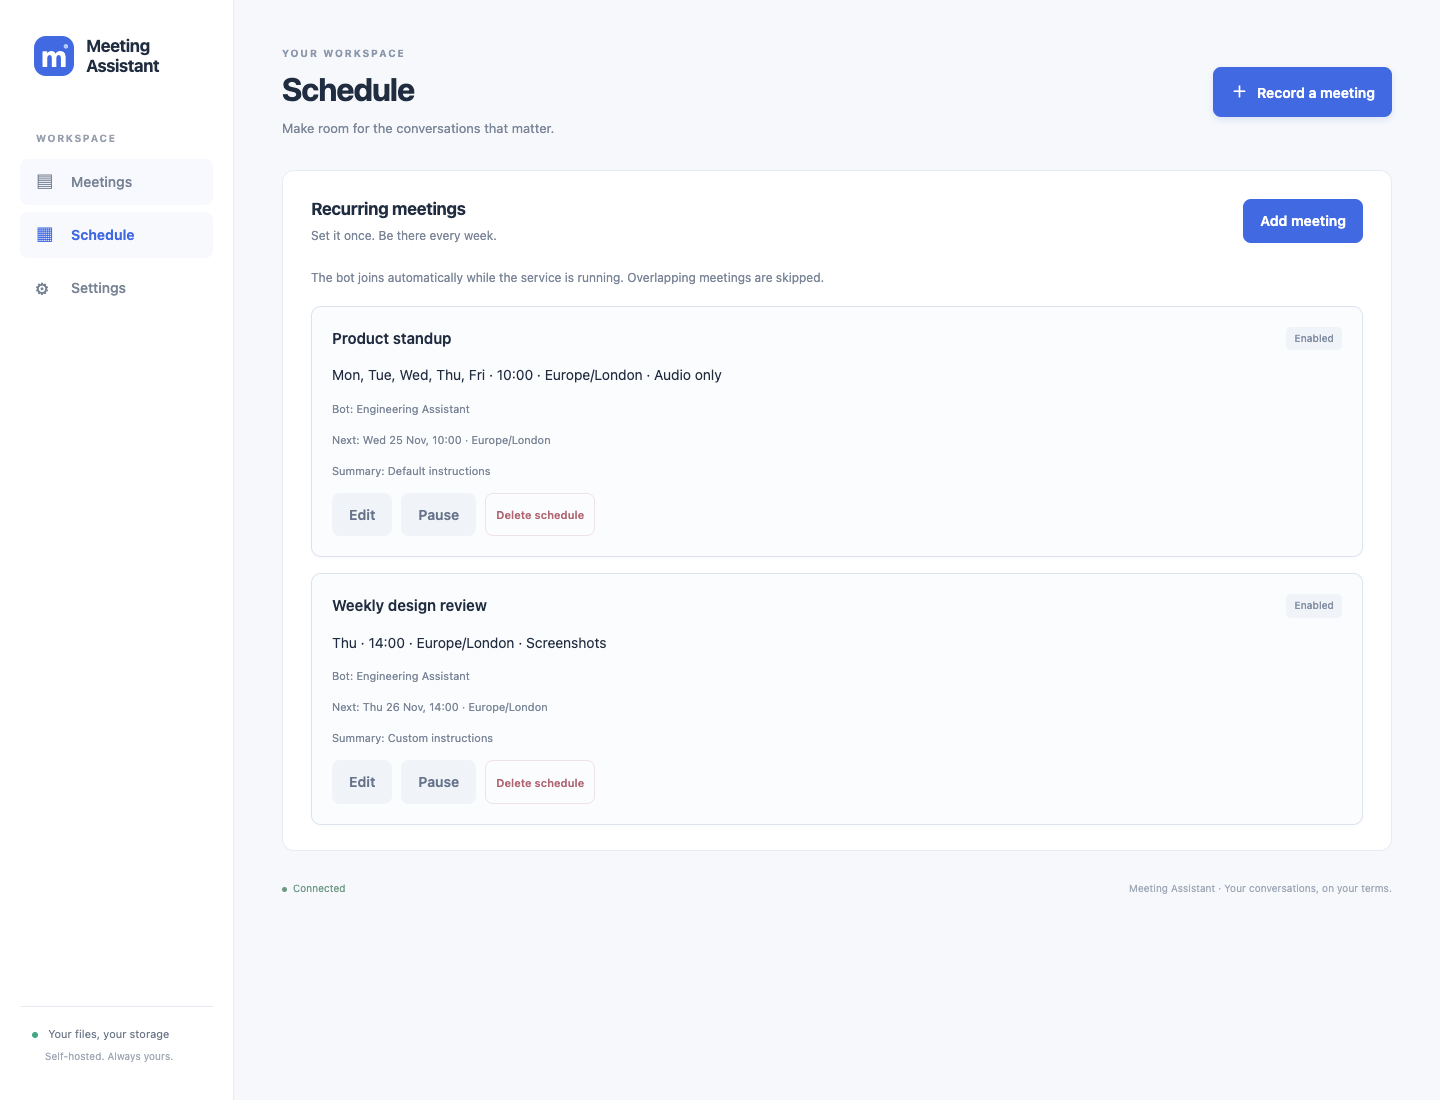 m
Meeting
Assistant
WORKSPACE
Meetings
Schedule
Settings
Your files, your storage
Self-hosted. Always yours.
YOUR WORKSPACE
Schedule
Make room for the conversations that matter.
+ Record a meeting
Recurring meetings
Set it once. Be there every week.
Add meeting
The bot joins automatically while the service is running. Overlapping meetings are skipped.
Product standup
Enabled
Mon, Tue, Wed, Thu, Fri · 10:00 · Europe/London · Audio only
Bot: Engineering Assistant
Next: Wed 25 Nov, 10:00 · Europe/London
Summary: Default instructions
Edit
Pause
Delete schedule
Weekly design review
Enabled
Thu · 14:00 · Europe/London · Screenshots
Bot: Engineering Assistant
Next: Thu 26 Nov, 14:00 · Europe/London
Summary: Custom instructions
Edit
Pause
Delete schedule
Connected
Meeting Assistant · Your conversations, on your terms.